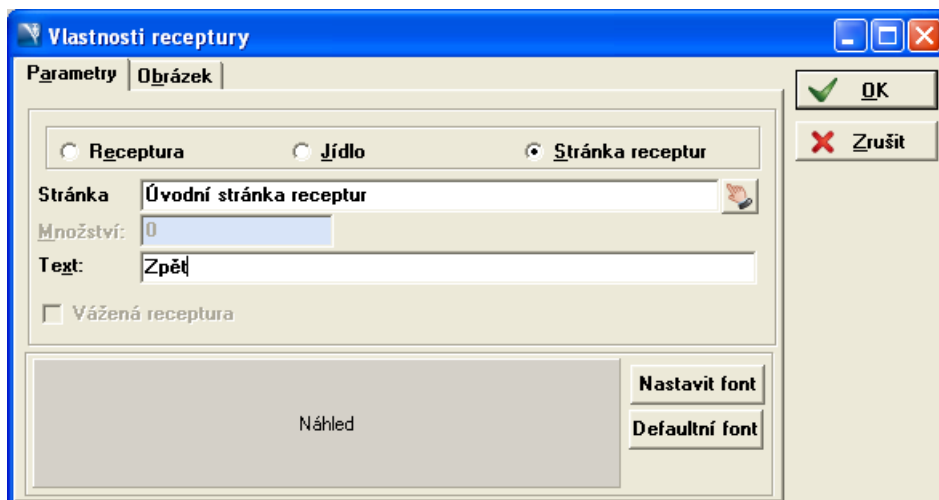 Vlastnosti receptury
Parametry Obrázek
OK
Zrušit
Receptura Jídlo Stránka receptur
Stránka Úvodní stránka receptur
Množství: 0
Text: Zpět
Vážená receptura
Náhled
Nastavit font
Defaultní font